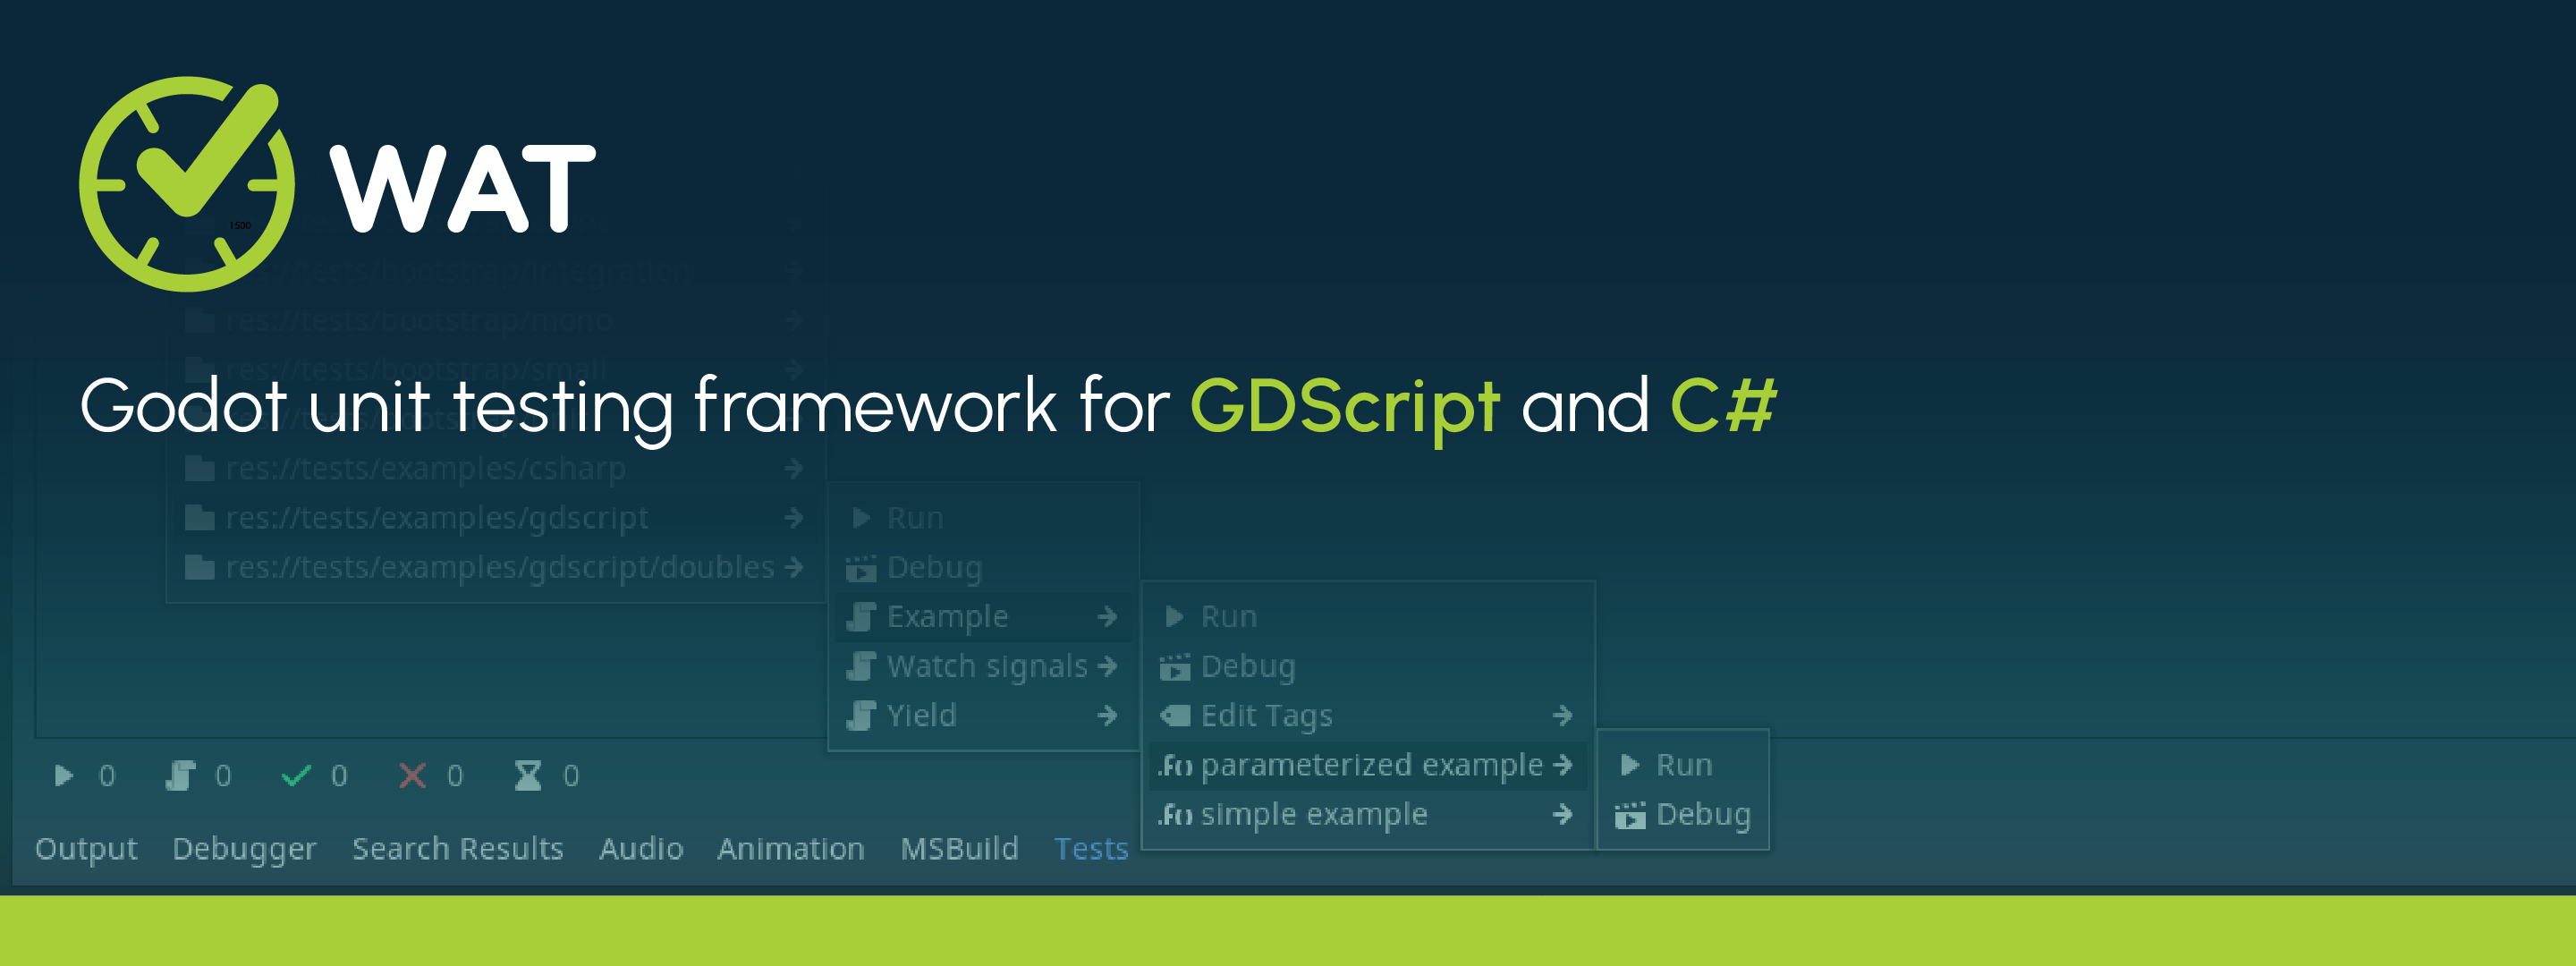 WAT
1500
res://tests/bootstrap/integration
res://tests/bootstrap/mono
res://tests/bootstrap/small
Godot unit testing framework for GDScript and C#
res://tests/examples/csharp
res://tests/examples/gdscript
Run
res://tests/examples/gdscript/doubles
Debug
Example
Run
Watch signals
Debug
Yield
Edit Tags
parameterized example
Run
simple example
Debug
0 0 0 0 0
Output Debugger Search Results Audio Animation MSBuild Tests